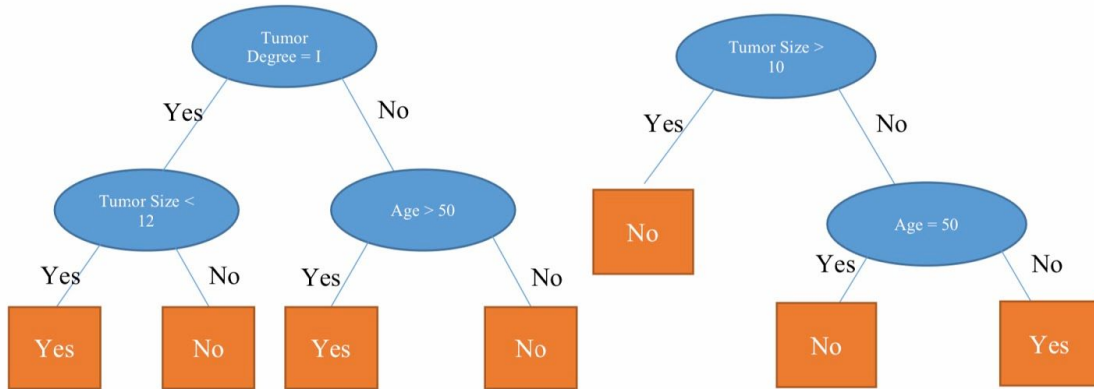 Tumor
Degree = I
Yes
No
Tumor Size <
12
Age > 50
Yes
No
Yes
No
Yes
No
Yes
No
Tumor Size >
10
Yes
No
No
Age = 50
Yes
No
No
Yes